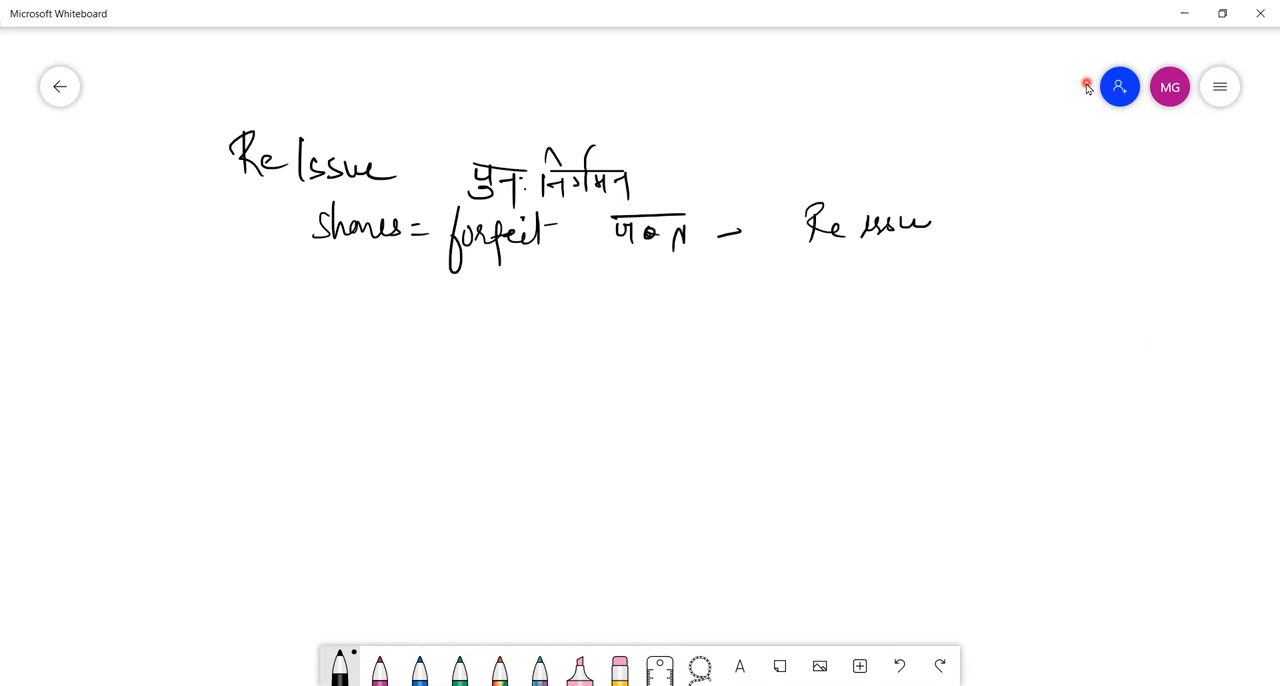 Microsoft Whiteboard
MG
Re Issue पुनः निर्गमन
Shares = forfeit - Re issue